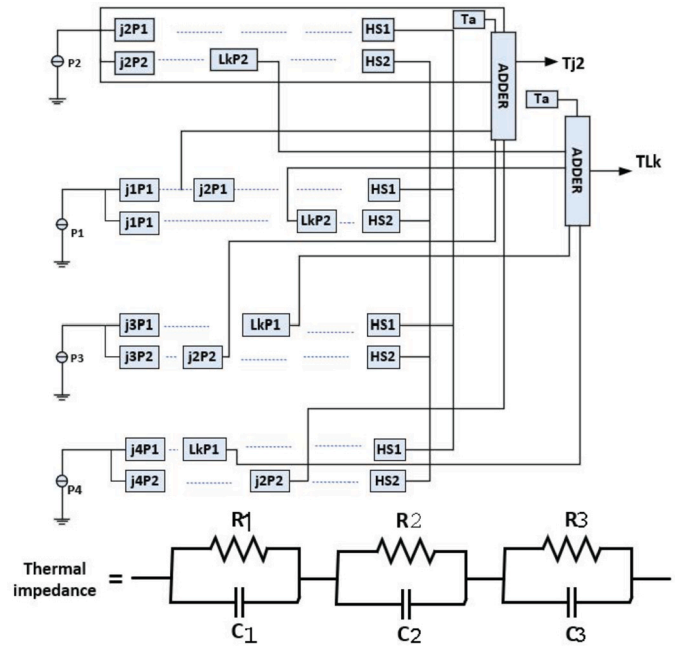 Ta
j2P1
HS1
P2
j2P2
LkP2
HS2
ADDER
Tj2
Ta
ADDER
TLk
j1P1
j2P1
HS1
P1
j1P1
LkP2
HS2
j3P1
LkP1
HS1
P3
j3P2
j2P2
HS2
j4P1
LkP1
HS1
P4
j4P2
j2P2
HS2
R1
R2
R3
Thermal
impedance
=
C1
C2
C3